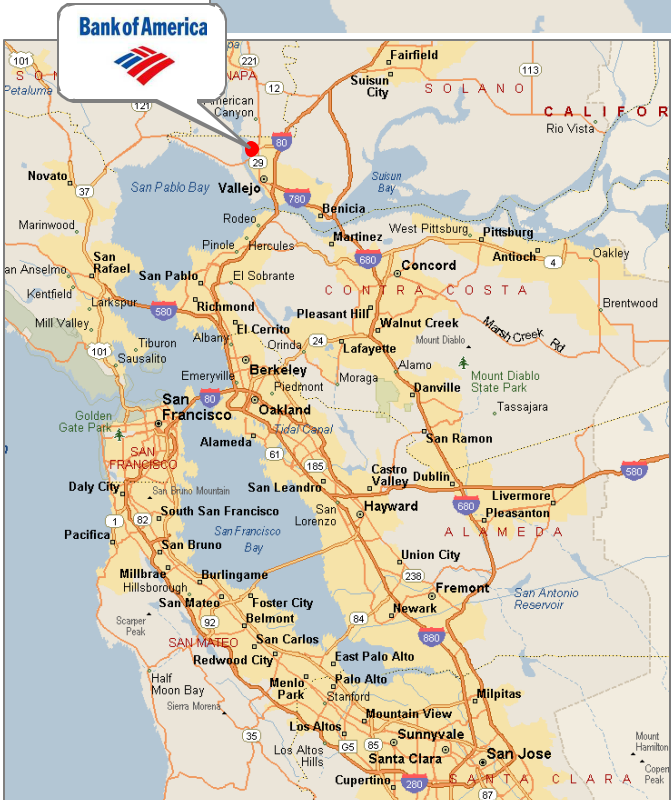 Bank of America
101
S O N
Petaluma
121
pa
221
NAPA
12
merican
Canyon
Fairfield
Suisun
City
SOLANO
113
CALIFOR
Rio Vista
80
29
Vallejo
780
Benicia
Suisun
Bay
Novato
37
San Pablo Bay
Marinwood
Rodeo
Pinole
Hercules
Martinez
West Pittsburg
Pittsburg
Antioch
4
Oakley
an Anselmo
San
Rafael
San Pablo
El Sobrante
680
Concord
CONTRA COSTA
Kentfield
Larkspur
580
Richmond
Pleasant Hill
Brentwood
Mill Valley
El Cerrito
Albany
Walnut Creek
Marsh Creek Rd
101
Tiburon
Sausalito
Orinda
24
Lafayette
Mount Diablo
Emeryville
Berkeley
Piedmont
Moraga
Alamo
Mount Diablo
State Park
Danville
San
Francisco
80
Oakland
Tassajara
Golden
Gate Park
Alameda
Tidal Canal
San Ramon
SAN
FRANCISCO
61
185
Castro
Valley
Dublin
580
Daly City
San Bruno Mountain
San Leandro
680
Livermore
1
82
South San Francisco
San
Lorenzo
Hayward
Pleasanton
Pacifica
San Francisco
Bay
ALAMEDA
San Bruno
Union City
Millbrae
Burlingame
238
Fremont
San Antonio
Reservoir
Hillsborough
San Mateo
Foster City
Newark
Scarper
Peak
92
Belmont
84
880
SAN MATEO
San Carlos
Redwood City
East Palo Alto
Half
Moon Bay
Menlo
Park
Palo Alto
Stanford
Milpitas
Sierra Morena
Mountain View
35
Los Altos
Los Altos
Hills
G5
85
Sunnyvale
Santa Clara
San Jose
Mount
Hamilton
Copern
Peak
Cupertino
280
SANTA CLARA
87